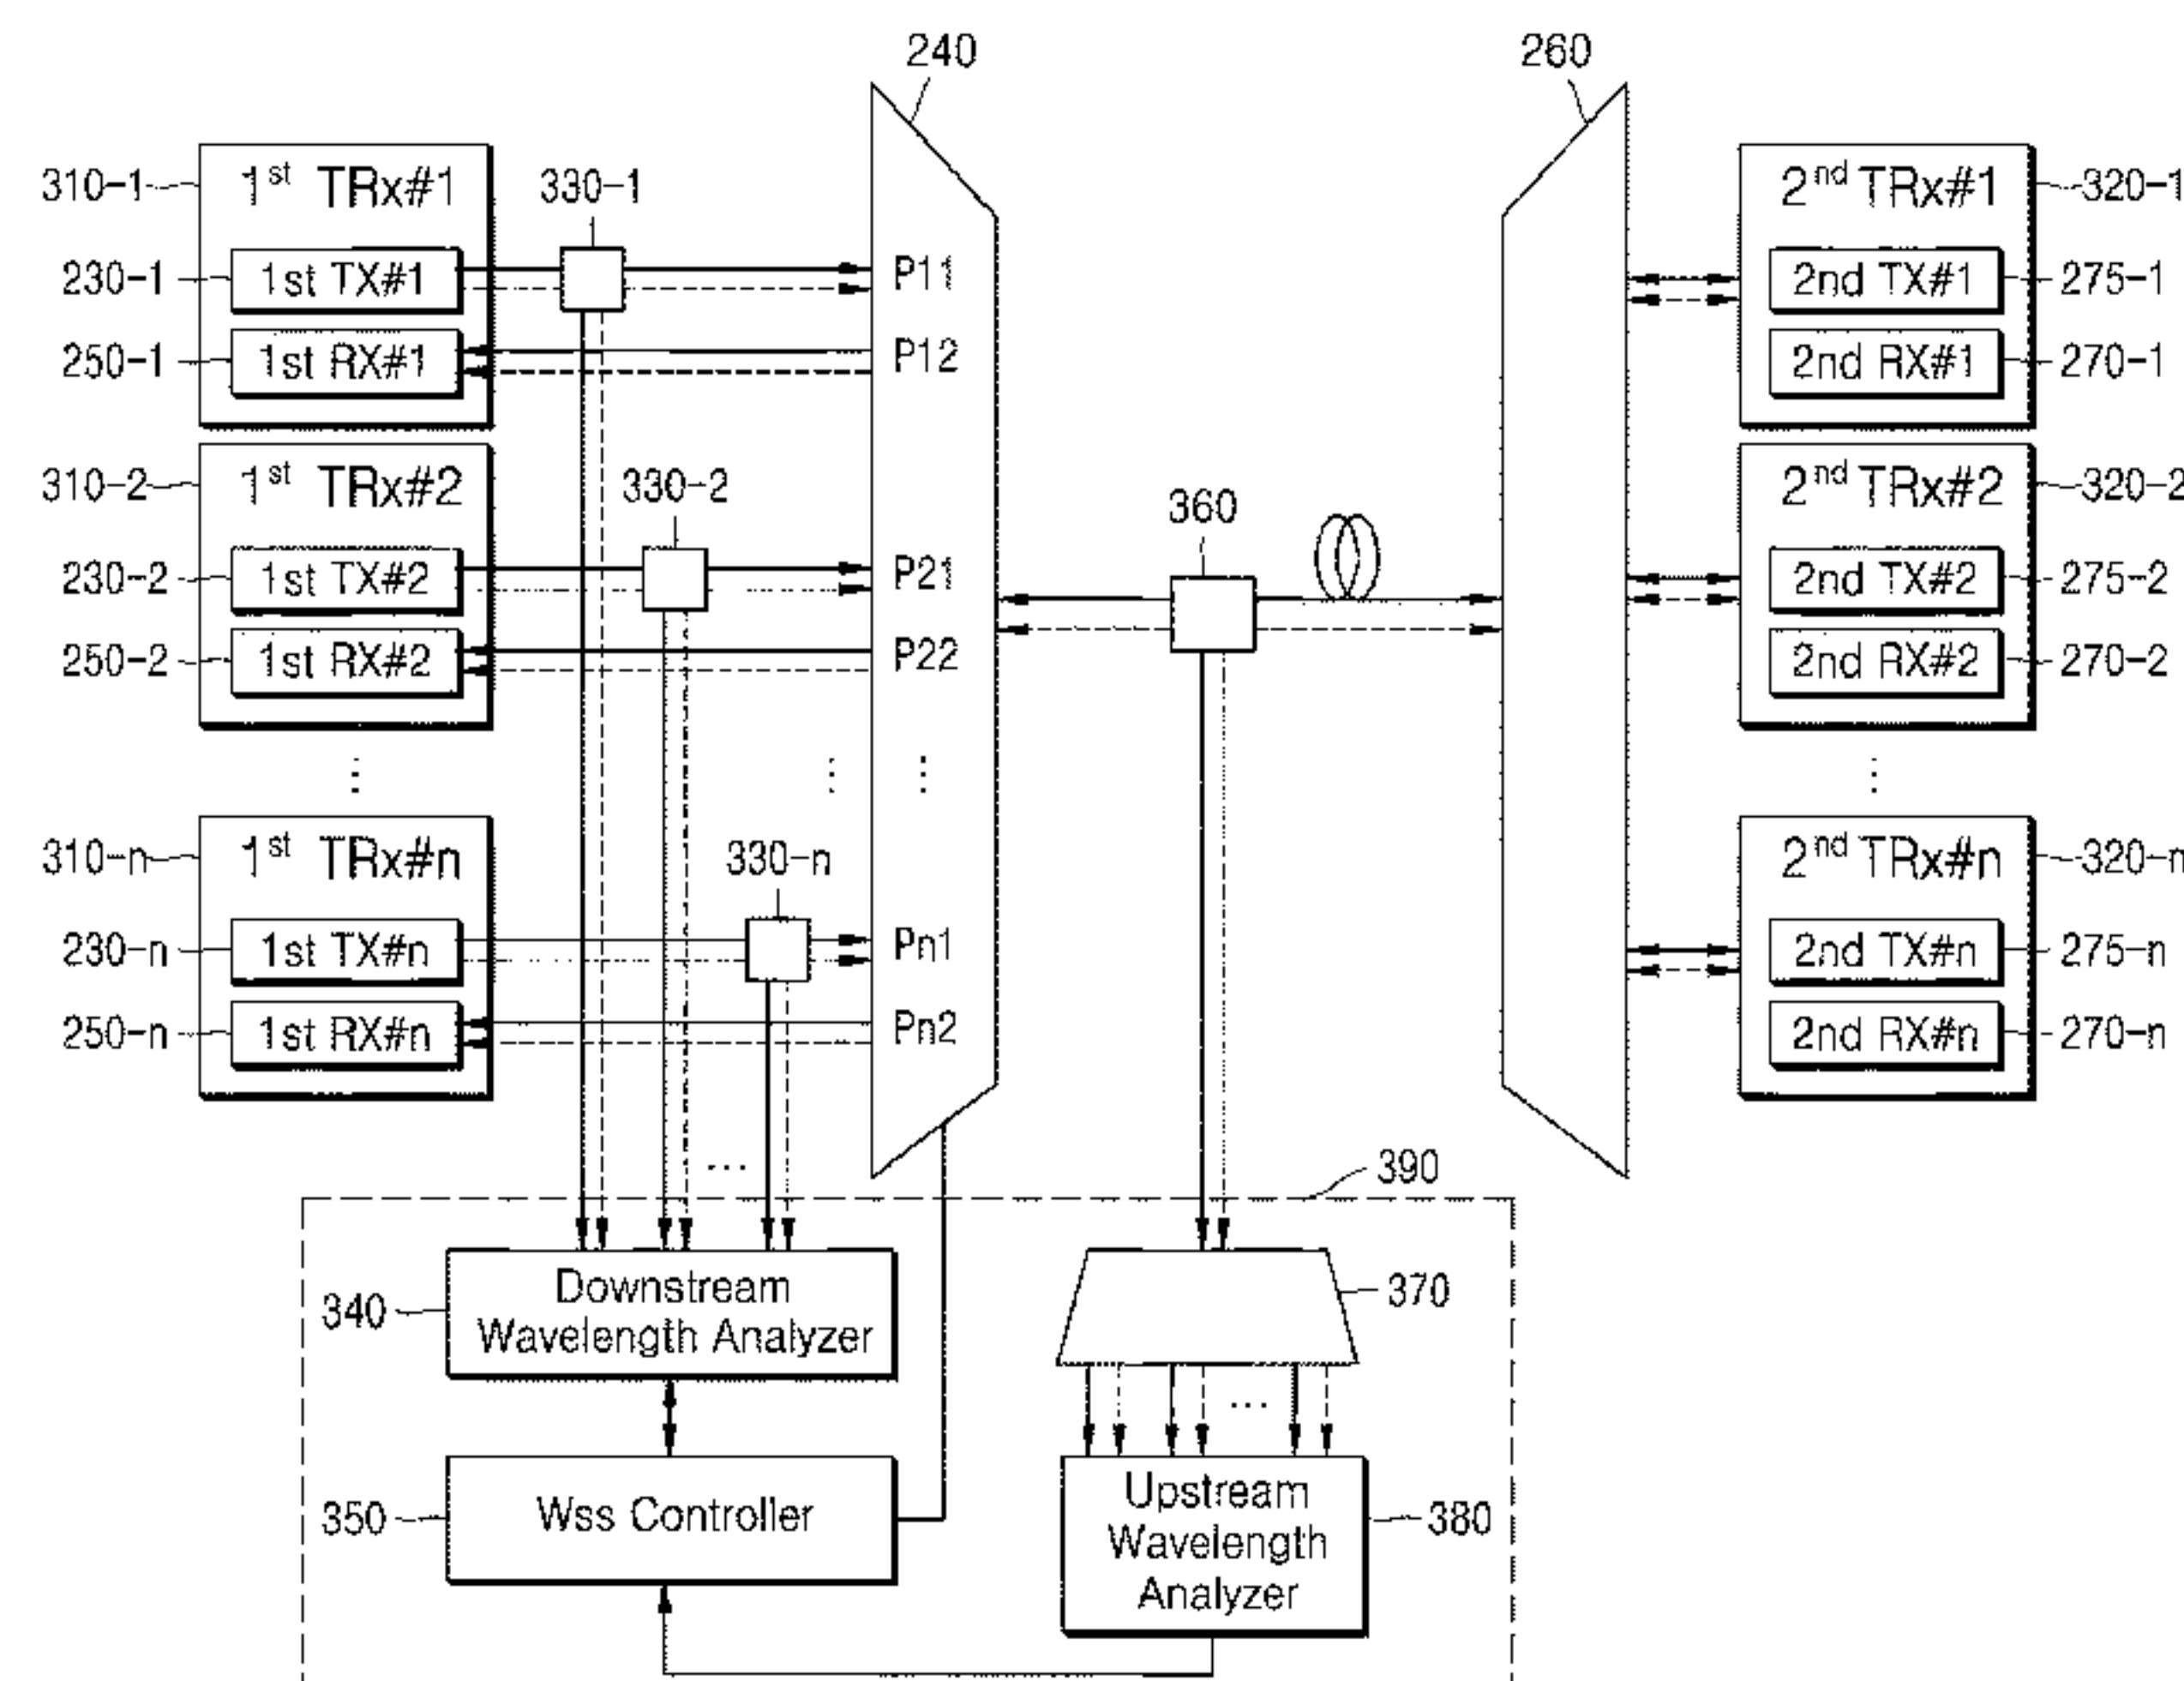 240
260
310-1
1st TRx#1
330-1
230-1
1st TX#1
P11
250-1
1st RX#1
P12
2nd TRx#1
320-1
2nd TX#1
275-1
2nd RX#1
270-1
310-2
1st TRx#2
330-2
230-2
1st TX#2
P21
250-2
1st RX#2
P22
360
2nd TRx#2
320-2
2nd TX#2
275-2
2nd RX#2
270-2
310-n
1st TRx#n
330-n
230-n
1st TX#n
Pn1
250-n
1st RX#n
Pn2
2nd TRx#n
320-n
2nd TX#n
275-n
2nd RX#n
270-n
390
340
Downstream
Wavelength Analyzer
370
350
Wss Controller
Upstream
Wavelength
Analyzer
380